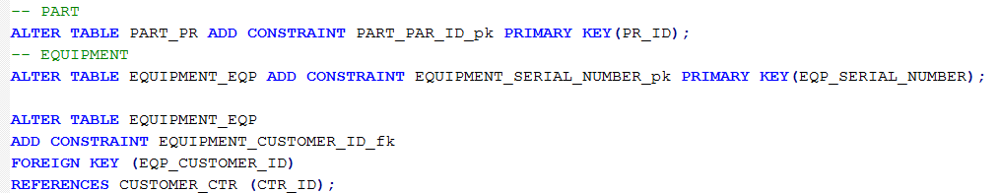 -- PART
ALTER TABLE PART_PR ADD CONSTRAINT PART_PAR_ID_pk PRIMARY KEY(PR_ID);
-- EQUIPMENT
ALTER TABLE EQUIPMENT_EQP ADD CONSTRAINT EQUIPMENT_SERIAL_NUMBER_pk PRIMARY KEY(EQP_SERIAL_NUMBER);
ALTER TABLE EQUIPMENT_EQP
ADD CONSTRAINT EQUIPMENT_CUSTOMER_ID_fk
FOREIGN KEY (EQP_CUSTOMER_ID)
REFERENCES CUSTOMER_CTR (CTR_ID);